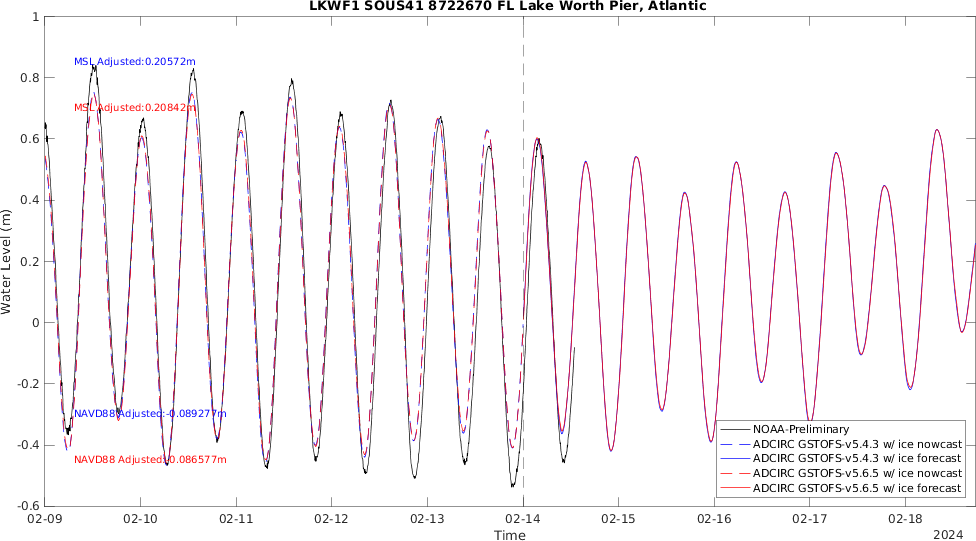 LKWF1 SOUS41 8722670 FL Lake Worth Pier, Atlantic
1
0.8
0.6
0.4
0.2
0
-0.2
-0.4
-0.6
Water Level (m)
MSL Adjusted:0.20572m
MSL Adjusted:0.20842m
NAVD88 Adjusted:-0.089277m
NAVD88 Adjusted:-0.086577m
NOAA-Preliminary
ADCIRC GSTOFS-v5.4.3 w/ ice nowcast
ADCIRC GSTOFS-v5.4.3 w/ ice forecast
ADCIRC GSTOFS-v5.6.5 w/ ice nowcast
ADCIRC GSTOFS-v5.6.5 w/ ice forecast
02-09 02-10 02-11 02-12 02-13 02-14 02-15 02-16 02-17 02-18
Time
2024